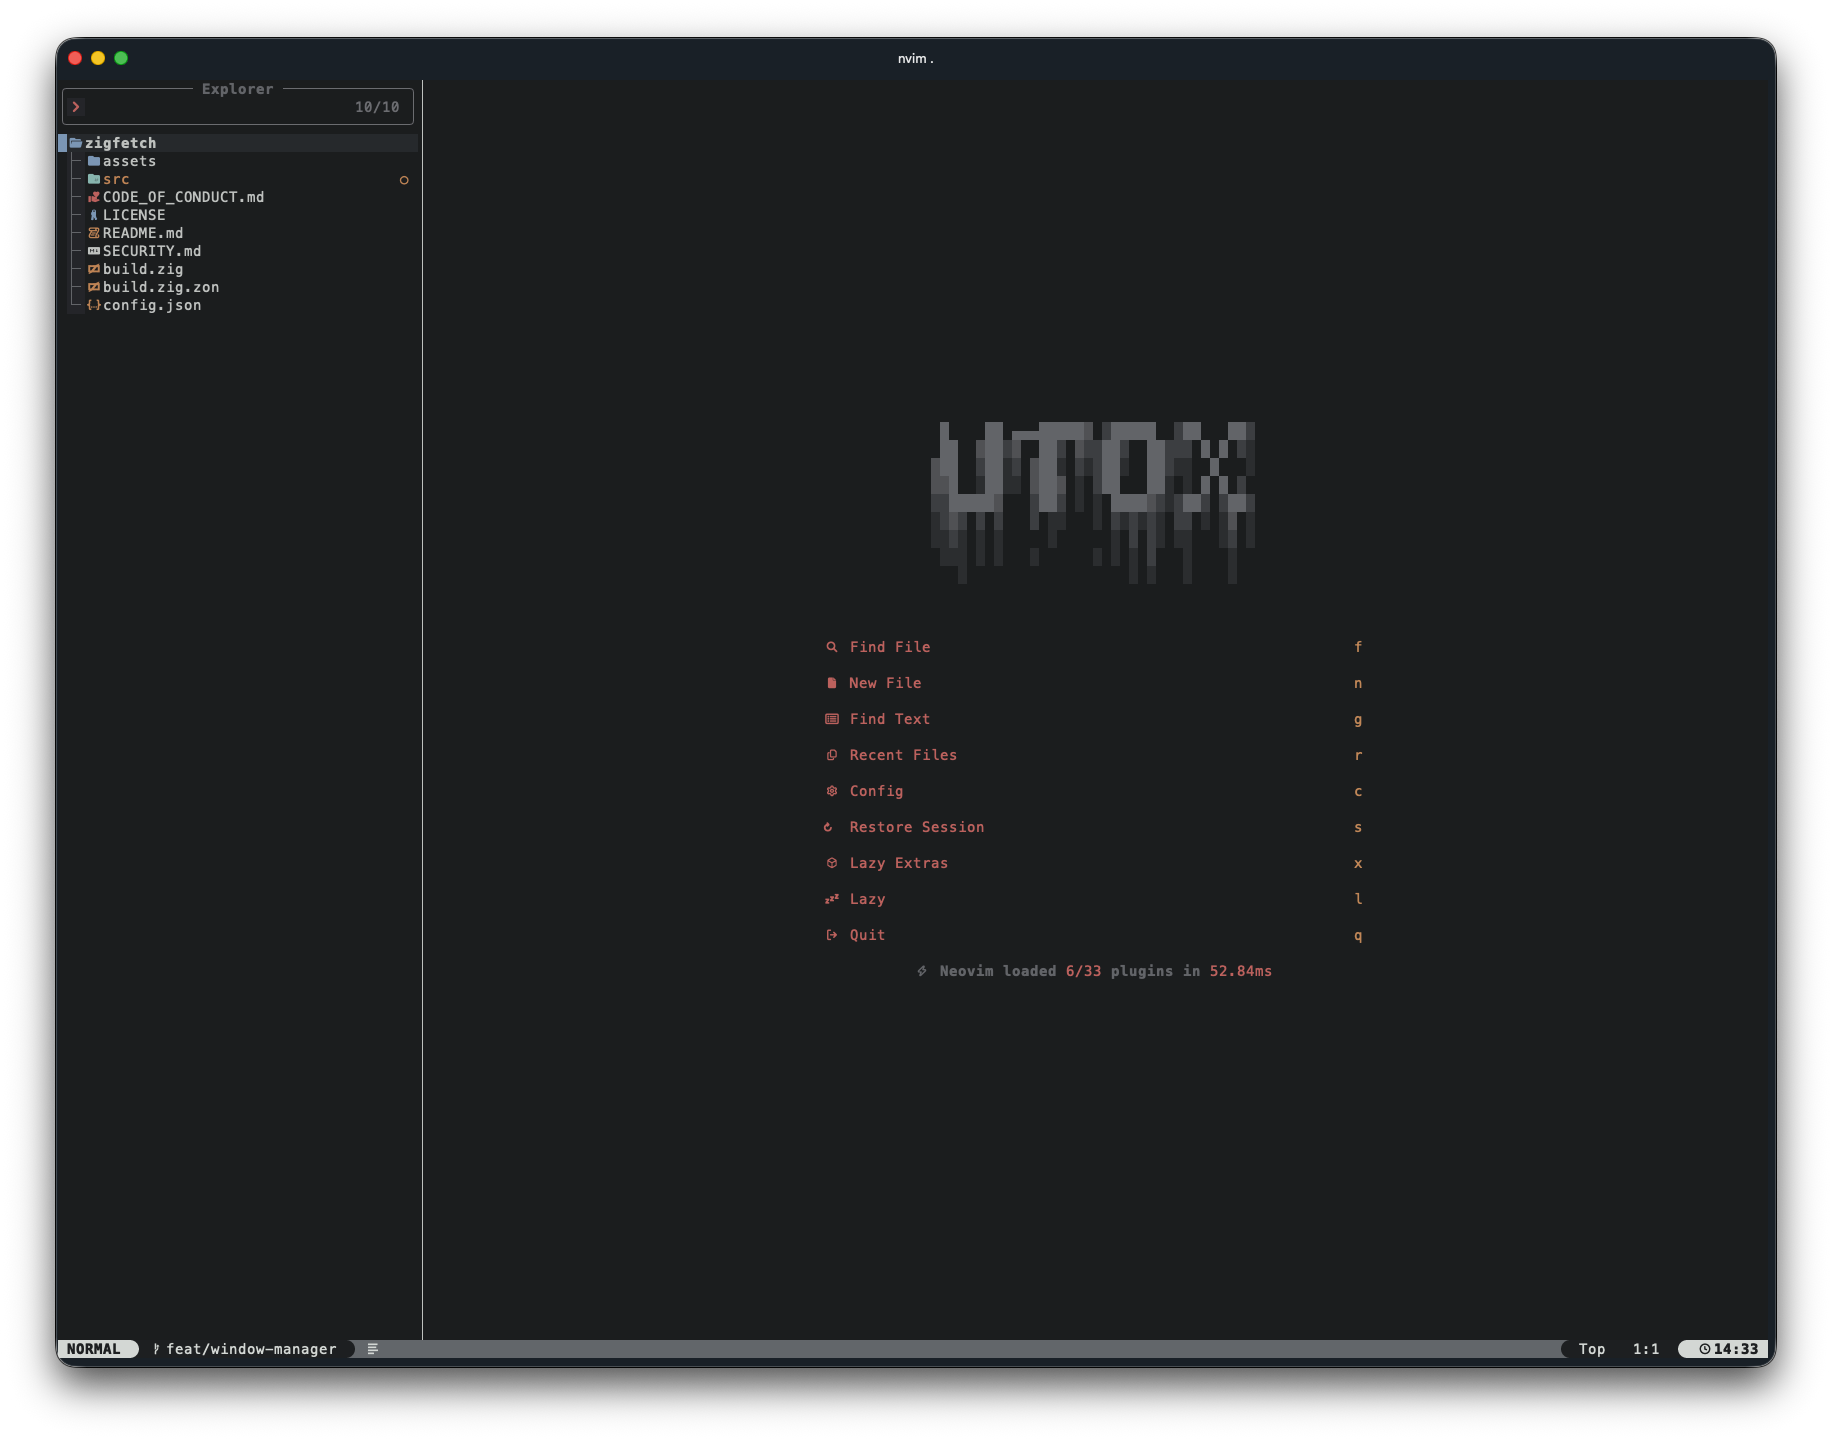 nvim .
Explorer
10/10
zigfetch
assets
src
CODE_OF_CONDUCT.md
LICENSE
README.md
SECURITY.md
build.zig
build.zig.zon
config.json
UTOX
Find File f
New File n
Find Text g
Recent Files r
Config c
Restore Session s
Lazy Extras x
Lazy l
Quit q
Neovim loaded 6/33 plugins in 52.84ms
NORMAL feat/window-manager Top 1:1 14:33